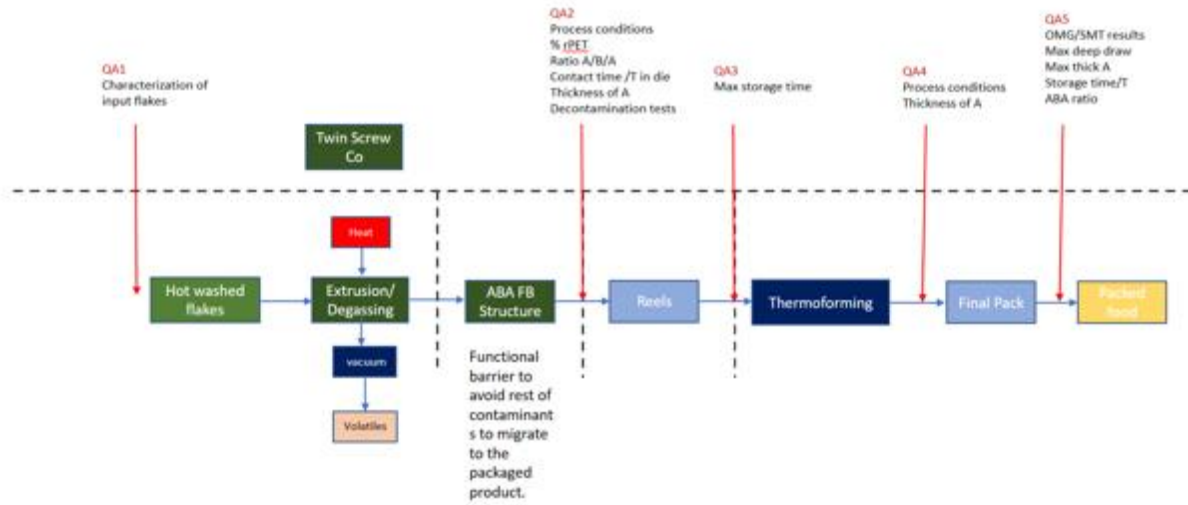 QA1
Characterization of
input flakes
QA2
Process conditions
% rPET
Ratio A/B/A
Contact time /T in die
Thickness of A
Decontamination tests
QA3
Max storage time
QA4
Process conditions
Thickness of A
QA5
OMG/SMT results
Max deep draw
Max thick A
Storage time/T
ABA ratio
Twin Screw
Co
Heat
Hot washed
flakes
Extrusion/
Degassing
ABA FB
Structure
Reels
Thermoforming
Final Pack
Packed
food
vacuum
Volatiles
Functional
barrier to
avoid rest of
contaminant
s to migrate
to the
packaged
product.